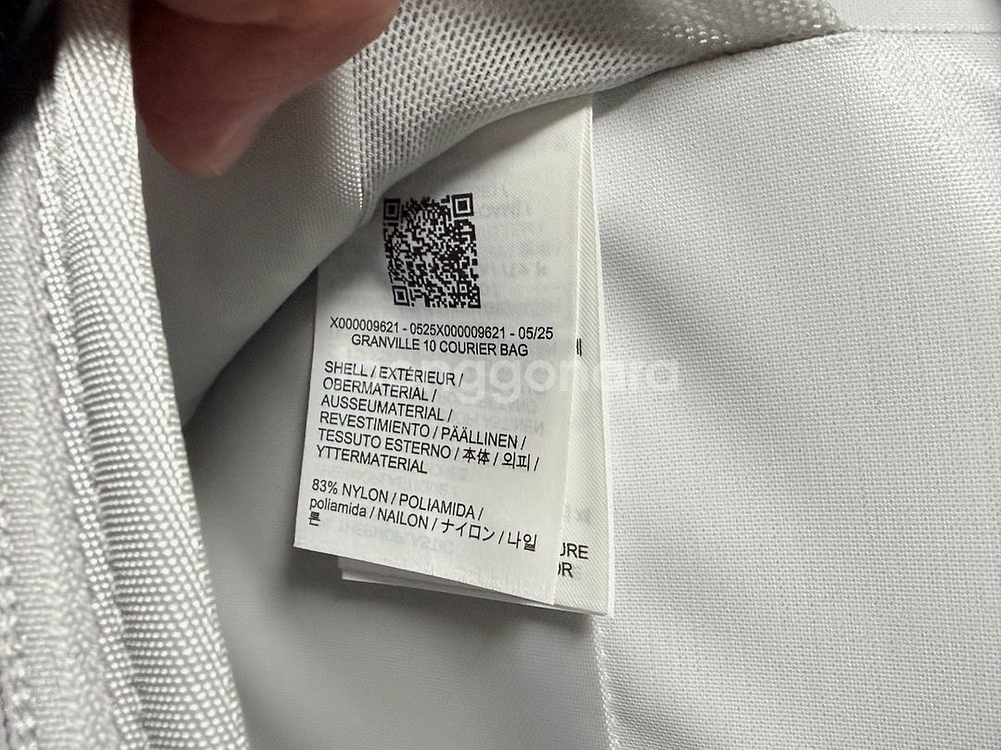 X000009621 - 0525X000009621 - 05/25
GRANVILLE 10 COURIER BAG
SHELL / EXTÉRIEUR /
OBERMATERIAL /
AUSSEUMATERIAL /
REVESTIMIENTO / PÄÄLLINEN /
TESSUTO ESTERNO / 本体 / 외피 /
YTTERMATERIAL
83% NYLON / POLIAMIDA /
poliamida / NAILON / ナイロン / 나일
론